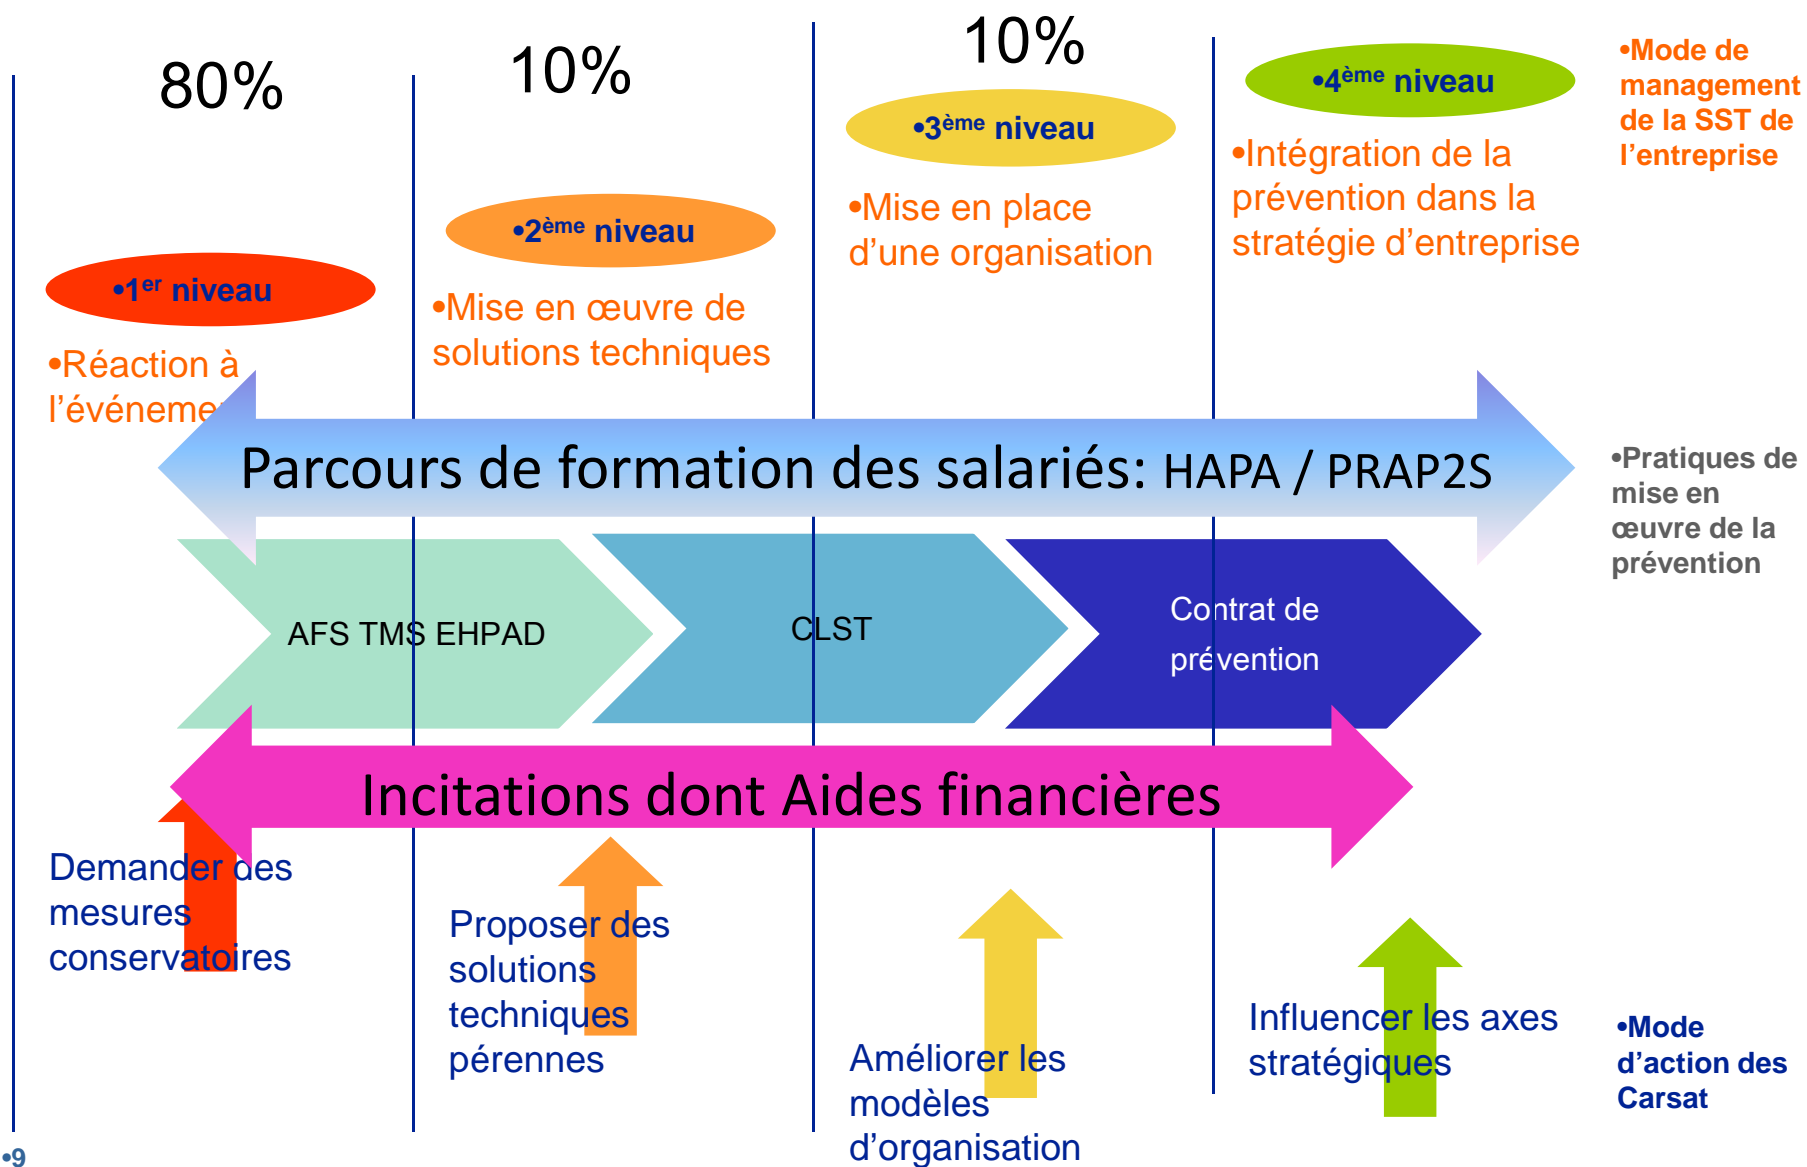 80%
10%
10%
•1er niveau
•Réaction à
l’événeme
•2ème niveau
•Mise en œuvre de
solutions techniques
•3ème niveau
•Mise en place
d’une organisation
•4ème niveau
•Intégration de la
prévention dans la
stratégie d’entreprise
•Mode de
management
de la SST de
l’entreprise
Parcours de formation des salariés: HAPA / PRAP2S
•Pratiques de
mise en
œuvre de la
prévention
AFS TMS EHPAD
CLST
Contrat de
prévention
Incitations dont Aides financières
Demander des
mesures
conservatoires
Proposer des
solutions
techniques
pérennes
Améliorer les
modèles
d’organisation
Influencer les axes
stratégiques
•Mode
d’action des
Carsat
•9